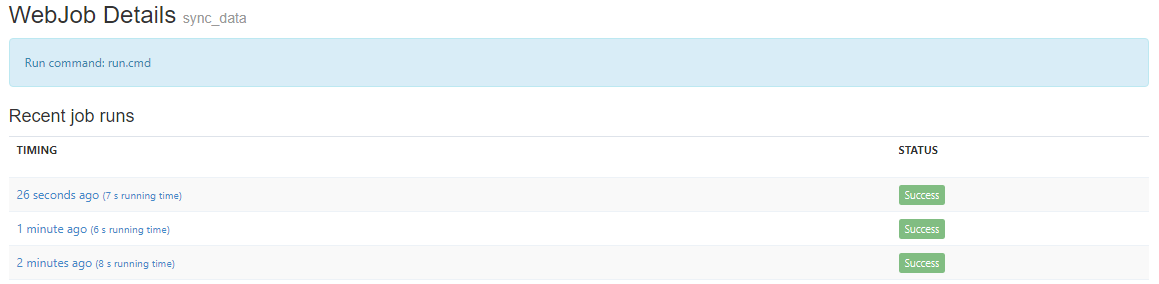 WebJob Details sync_data
Run command: run.cmd
Recent job runs
TIMING STATUS
26 seconds ago (7 s running time) Success
1 minute ago (6 s running time) Success
2 minutes ago (8 s running time) Success